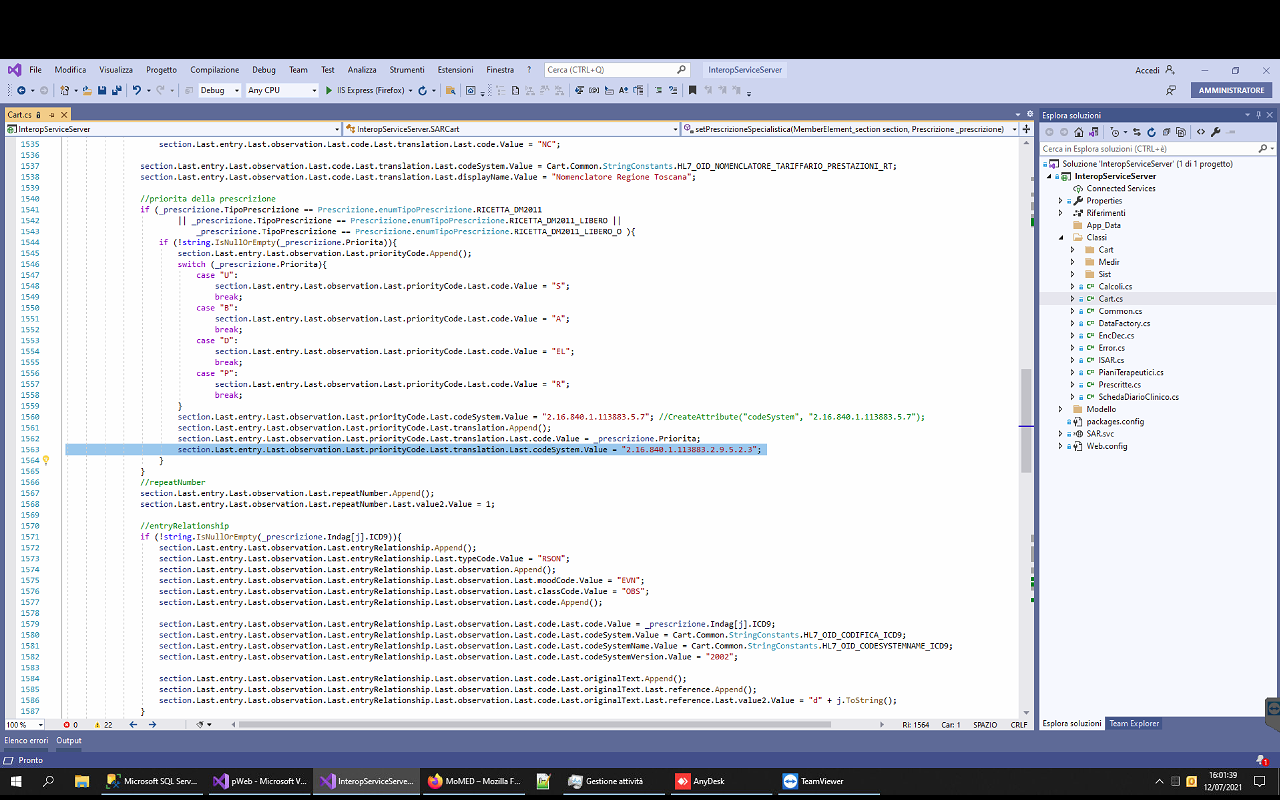 File Modifica Visualizza Progetto Compilazione Debug Team Test Analizza Strumenti Estensioni Finestra ? Cerca (CTRL+Q) InteropServiceServer Accedi
Debug Any CPU IIS Express (Firefox) AMMINISTRATORE
Cart.cs
InteropServiceServer InteropServiceServer.SARCart setPrescrizioneSpecialistica(MemberElement_section section, Prescrizione _prescrizione)
1535 section.Last.entry.Last.observation.Last.code.Last.translation.Last.code.Value = "NC";
1536
1537 section.Last.entry.Last.observation.Last.code.Last.translation.Last.codeSystem.Value = Cart.Common.StringConstants.HL7_OID_NOMENCLATORE_TARIFFARIO_PRESTAZIONI_RT;
1538 section.Last.entry.Last.observation.Last.code.Last.translation.Last.displayName.Value = "Nomenclatore Regione Toscana";
1539
1540 //priorita della prescrizione
1541 if (_prescrizione.TipoPrescrizione == Prescrizione.enumTipoPrescrizione.RICETTA_DM2011
1542 || _prescrizione.TipoPrescrizione == Prescrizione.enumTipoPrescrizione.RICETTA_DM2011_LIBERO ||
1543 _prescrizione.TipoPrescrizione == Prescrizione.enumTipoPrescrizione.RICETTA_DM2011_LIBERO_O ){
1544 if (!string.IsNullOrEmpty(_prescrizione.Priorita)){
1545 section.Last.entry.Last.observation.Last.priorityCode.Append();
1546 switch (_prescrizione.Priorita){
1547 case "U":
1548 section.Last.entry.Last.observation.Last.priorityCode.Last.code.Value = "S";
1549 break;
1550 case "B":
1551 section.Last.entry.Last.observation.Last.priorityCode.Last.code.Value = "A";
1552 break;
1553 case "D":
1554 section.Last.entry.Last.observation.Last.priorityCode.Last.code.Value = "EL";
1555 break;
1556 case "P":
1557 section.Last.entry.Last.observation.Last.priorityCode.Last.code.Value = "R";
1558 break;
1559 }
1560 section.Last.entry.Last.observation.Last.priorityCode.Last.codeSystem.Value = "2.16.840.1.113883.5.7"; //CreateAttribute("codeSystem", "2.16.840.1.113883.5.7");
1561 section.Last.entry.Last.observation.Last.priorityCode.Last.translation.Append();
1562 section.Last.entry.Last.observation.Last.priorityCode.Last.translation.Last.code.Value = _prescrizione.Priorita;
1563 section.Last.entry.Last.observation.Last.priorityCode.Last.translation.Last.codeSystem.Value = "2.16.840.1.113883.2.9.5.2.3";
1564 }
1565 }
1566 //repeatNumber
1567 section.Last.entry.Last.observation.Last.repeatNumber.Append();
1568 section.Last.entry.Last.observation.Last.repeatNumber.Last.value2.Value = 1;
1569
1570 //entryRelationship
1571 if (!string.IsNullOrEmpty(_prescrizione.Indag[j].ICD9)){
1572 section.Last.entry.Last.observation.Last.entryRelationship.Append();
1573 section.Last.entry.Last.observation.Last.entryRelationship.Last.typeCode.Value = "RSON";
1574 section.Last.entry.Last.observation.Last.entryRelationship.Last.observation.Append();
1575 section.Last.entry.Last.observation.Last.entryRelationship.Last.observation.Last.moodCode.Value = "EVN";
1576 section.Last.entry.Last.observation.Last.entryRelationship.Last.observation.Last.classCode.Value = "OBS";
1577 section.Last.entry.Last.observation.Last.entryRelationship.Last.observation.Last.code.Append();
1578
1579 section.Last.entry.Last.observation.Last.entryRelationship.Last.observation.Last.code.Last.code.Value = _prescrizione.Indag[j].ICD9;
1580 section.Last.entry.Last.observation.Last.entryRelationship.Last.observation.Last.code.Last.codeSystem.Value = Cart.Common.StringConstants.HL7_OID_CODIFICA_ICD9;
1581 section.Last.entry.Last.observation.Last.entryRelationship.Last.observation.Last.code.Last.codeSystemName.Value = Cart.Common.StringConstants.HL7_OID_CODESYSTEMNAME_ICD9;
1582 section.Last.entry.Last.observation.Last.entryRelationship.Last.observation.Last.code.Last.codeSystemVersion.Value = "2002";
1583
1584 section.Last.entry.Last.observation.Last.entryRelationship.Last.observation.Last.code.Last.originalText.Append();
1585 section.Last.entry.Last.observation.Last.entryRelationship.Last.observation.Last.code.Last.originalText.Last.reference.Append();
1586 section.Last.entry.Last.observation.Last.entryRelationship.Last.observation.Last.code.Last.originalText.Last.reference.Last.value2.Value = "d" + j.ToString();
1587 }
100 % 0 22 Ri: 1564 Car: 1 SPAZIO CRLF
Esplora soluzioni
Cerca in Esplora soluzioni (CTRL+è)
Soluzione 'InteropServiceServer' (1 di 1 progetto)
InteropServiceServer
Connected Services
Properties
Riferimenti
App_Data
Classi
Cart
Medir
Sist
Calcoli.cs
Cart.cs
Common.cs
DataFactory.cs
EncDec.cs
Error.cs
ISAR.cs
PianiTerapeutici.cs
Prescritte.cs
SchedaDiarioClinico.cs
Modello
packages.config
SAR.svc
Web.config
Esplora soluzioni Team Explorer
Elenco errori Output
Pronto 1
Microsoft SQL Serv... pWeb - Microsoft V... InteropServiceServe... MoMED – Mozilla F... Gestione attività AnyDesk TeamViewer
16:01:39
12/07/2021